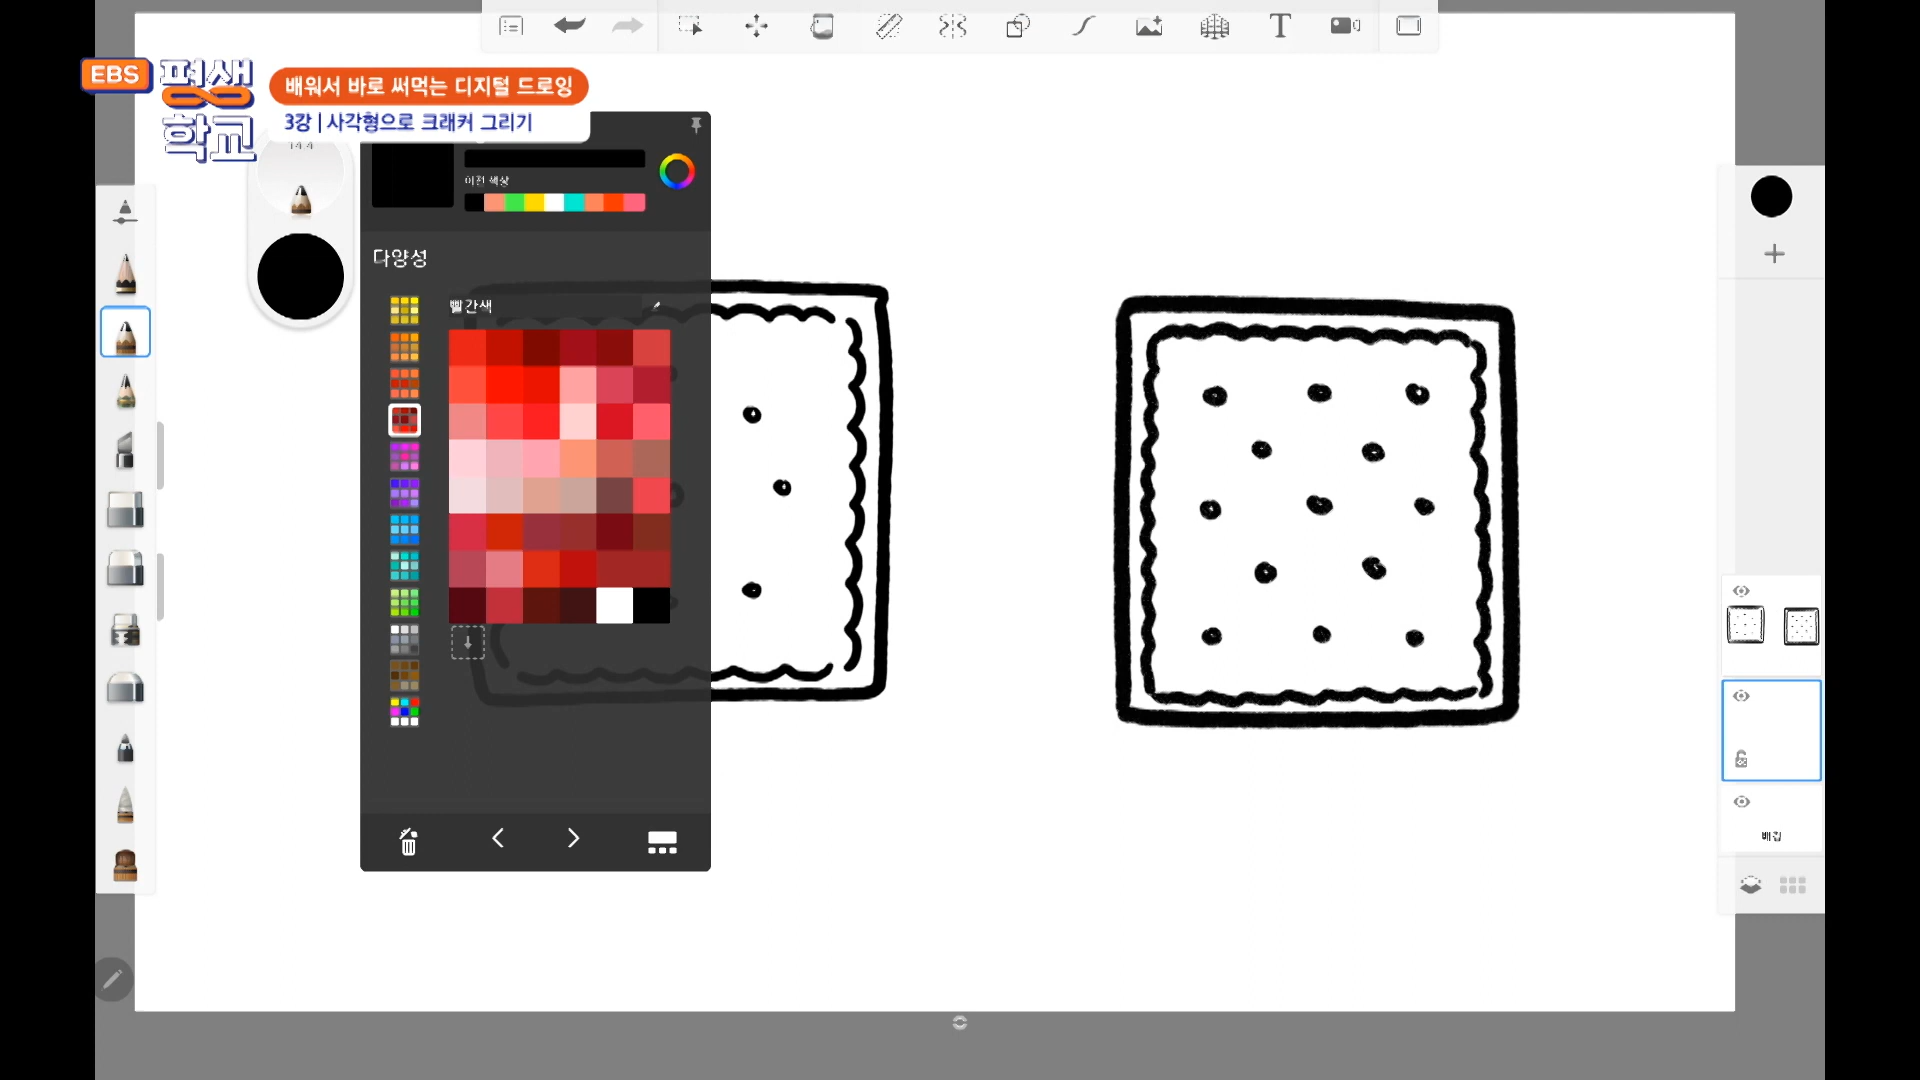 EBS 평생학교
배워서 바로 써먹는 디지털 드로잉
3강 | 사각형으로 크래커 그리기
T
14.4
이전 색상
다양성
빨간색
배경